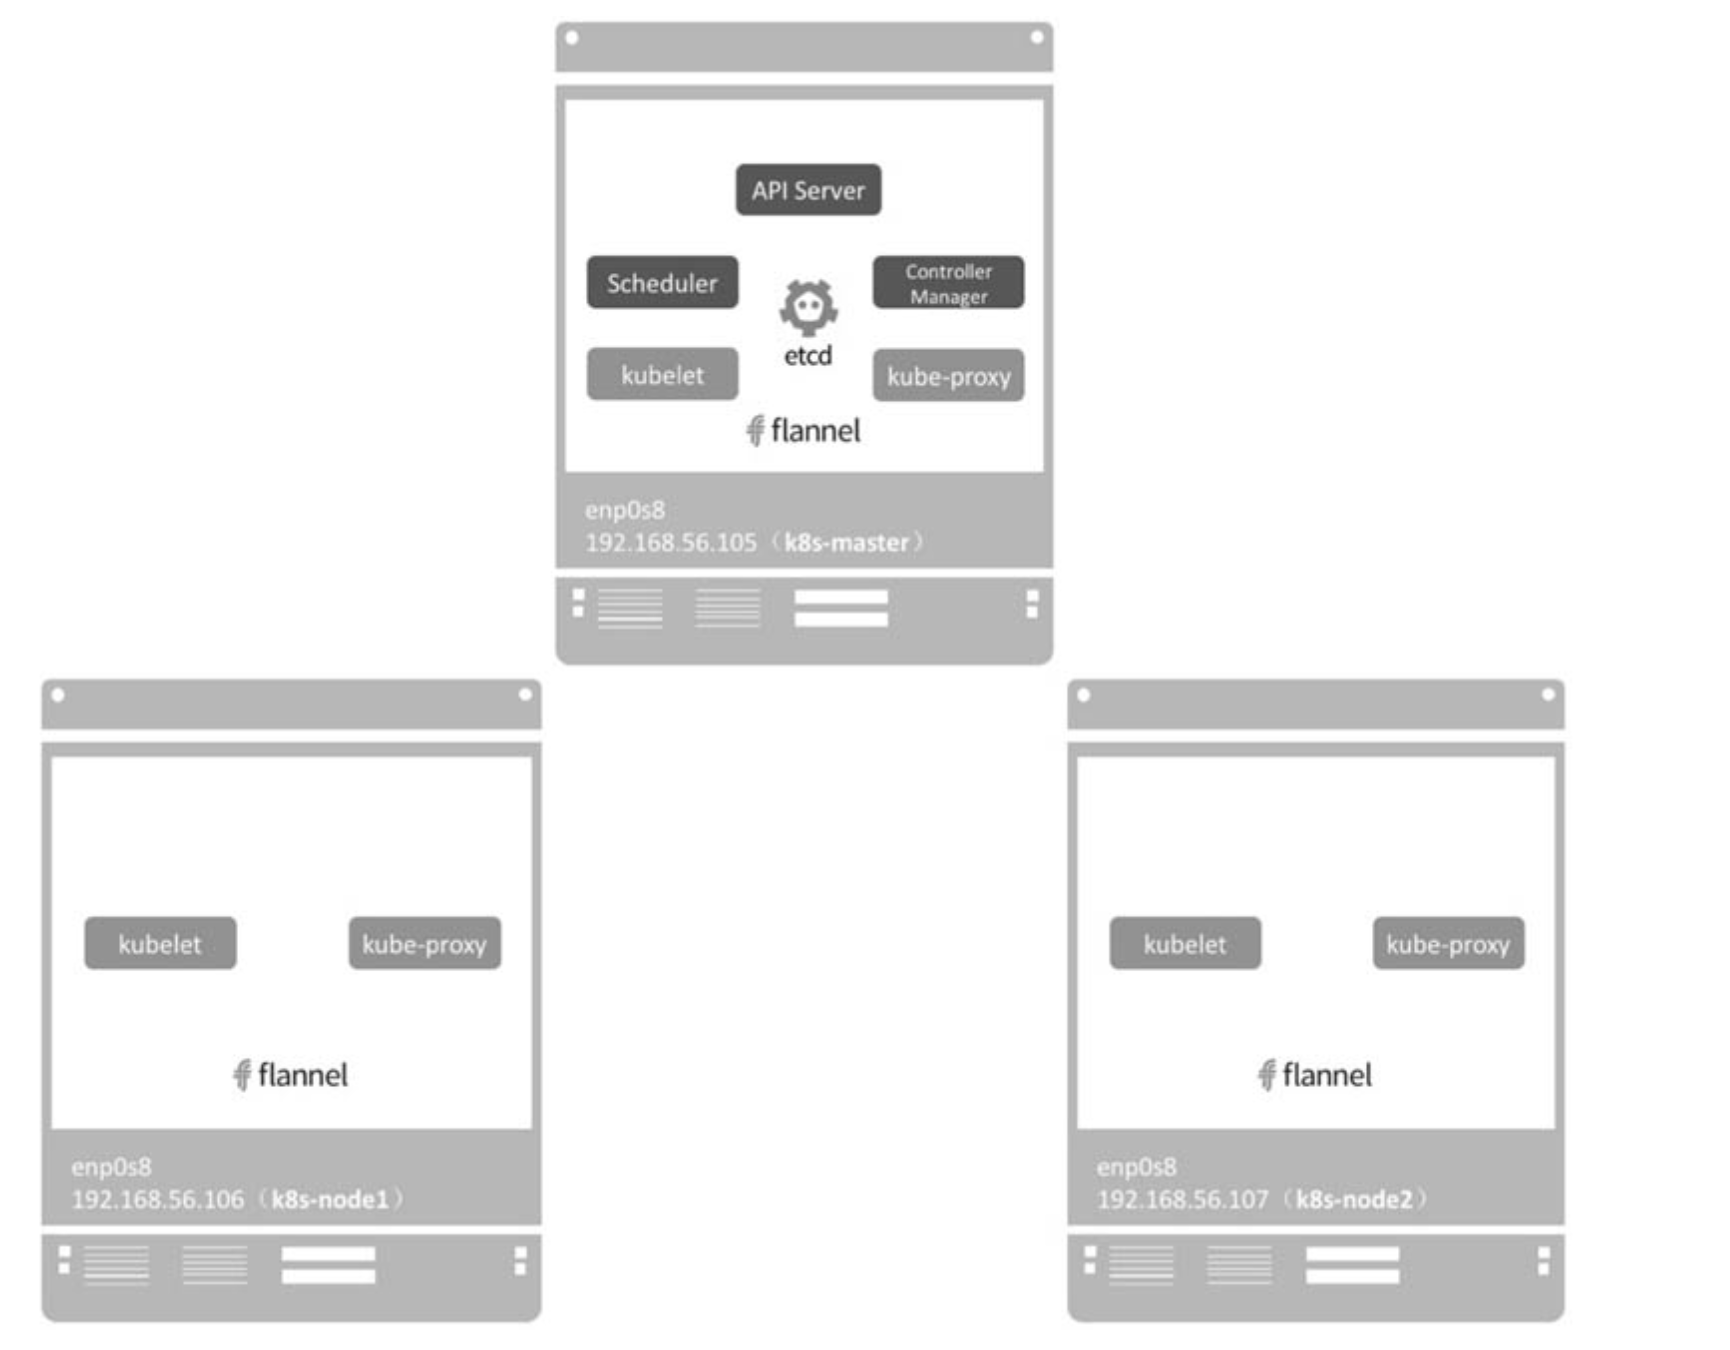 API Server
Scheduler
Controller
Manager
etcd
kubelet
kube-proxy
flannel
enp0s8
192.168.56.105（k8s-master）
kubelet
kube-proxy
flannel
enp0s8
192.168.56.106（k8s-node1）
kubelet
kube-proxy
flannel
enp0s8
192.168.56.107（k8s-node2）